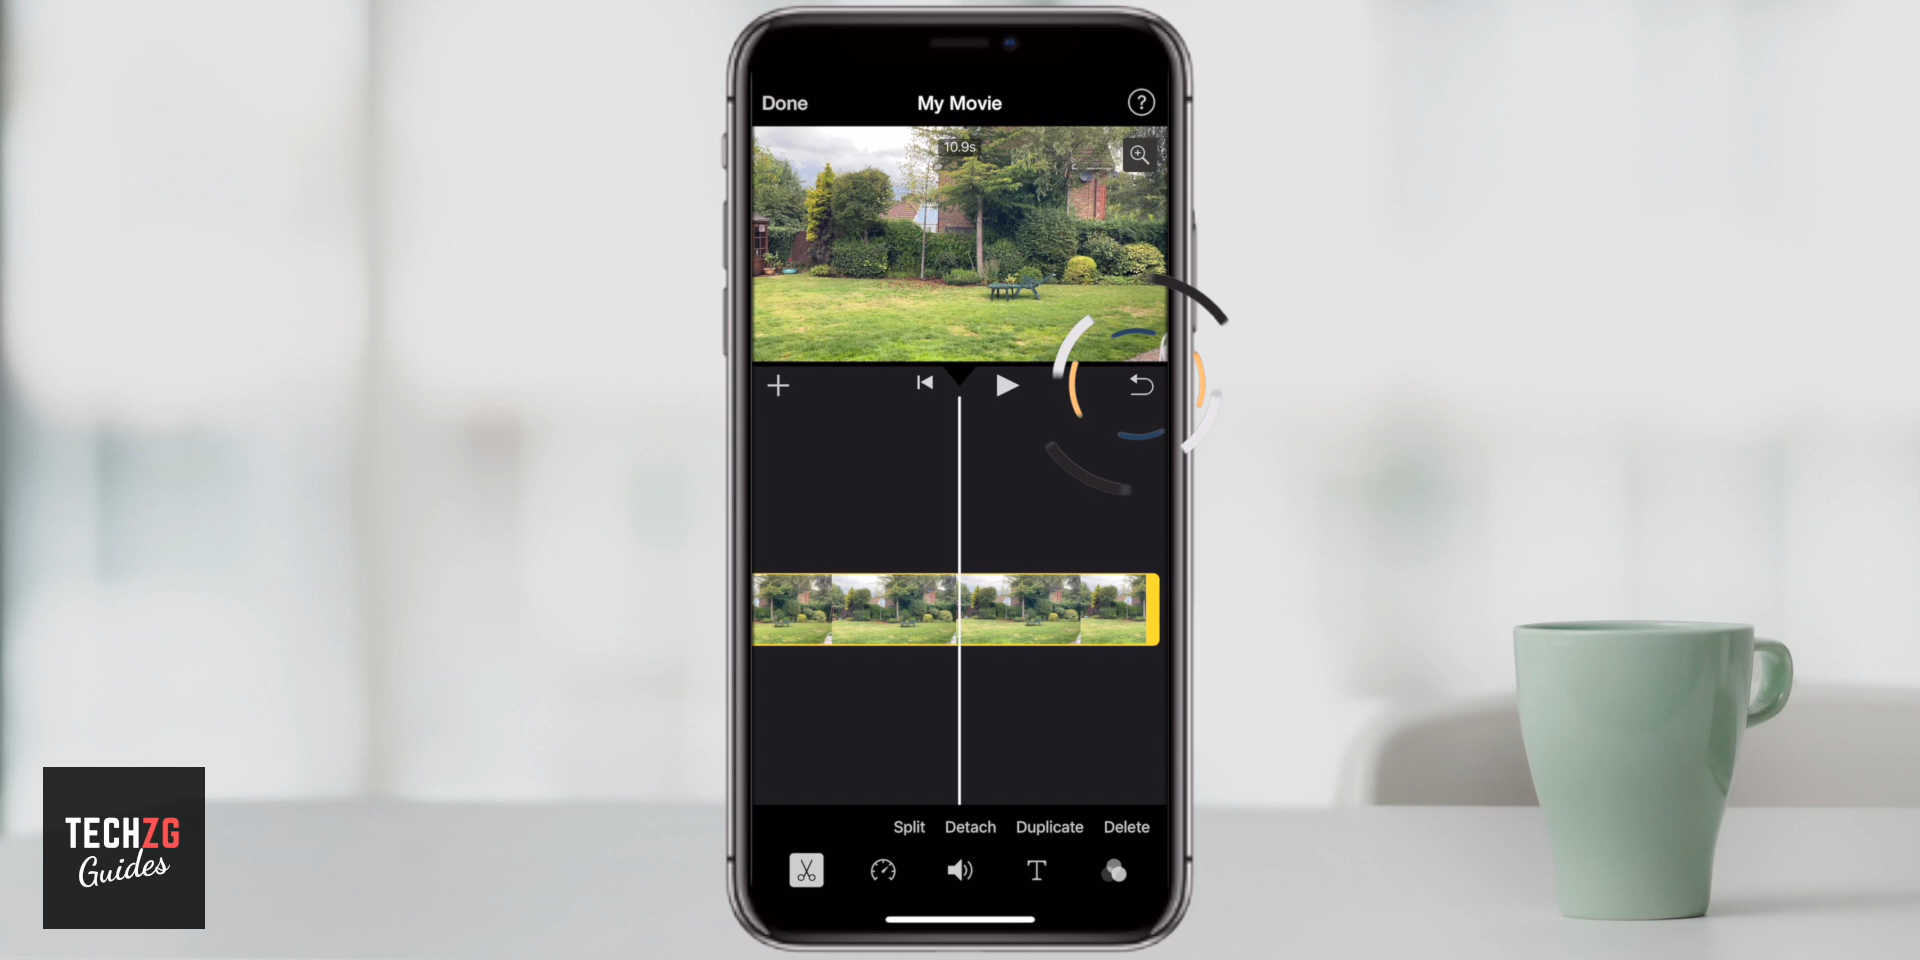 Done
My Movie
?
10.9s
Split
Detach
Duplicate
Delete
T
TECHZG
Guides